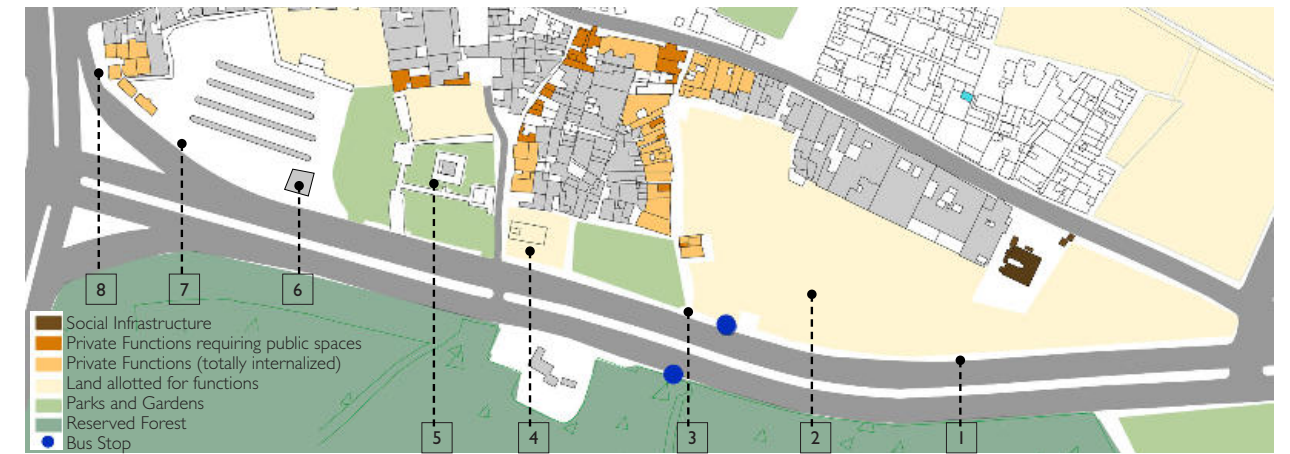 8
7
6
Social Infrastructure
Private Functions requiring public spaces
Private Functions (totally internalized)
Land allotted for functions
Parks and Gardens
Reserved Forest
Bus Stop
5
4
3
2
1